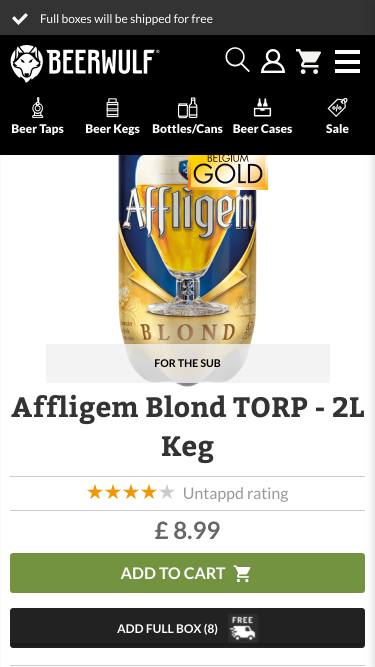 Full boxes will be shipped for free
BEERWULF
Beer Taps Beer Kegs Bottles/Cans Beer Cases Sale
BELGIUM
GOLD
Affligem
BLOND
FOR THE SUB
Affligem Blond TORP - 2L
Keg
Untappd rating
£ 8.99
ADD TO CART
ADD FULL BOX (8) FREE